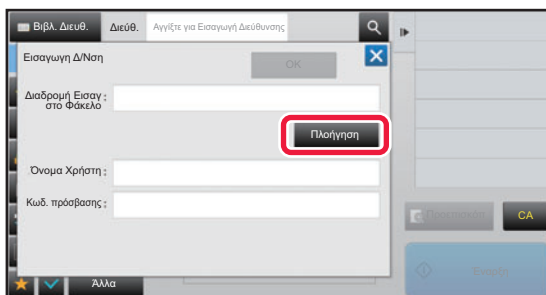 Βιβλ. Διευθ.
Διεύθ.
Αγγίξτε για Εισαγωγή Διεύθυνσης
Εισαγωγη Δ/Νση
OK
Διαδρομή Εισαγ :
στο Φάκελο
Πλοήγηση
Όνομα Χρήστη :
Κωδ. πρόσβασης :
CA
Έναρξη
Άλλα